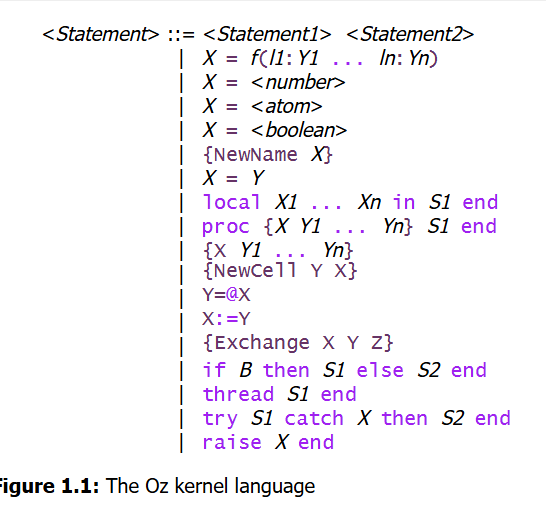 <Statement> ::= <Statement1> <Statement2>
| X = f(l1:Y1 ... ln:Yn)
| X = <number>
| X = <atom>
| X = <boolean>
| {NewName X}
| X = Y
| local X1 ... Xn in S1 end
| proc {X Y1 ... Yn} S1 end
| {X Y1 ... Yn}
| {NewCell Y X}
| Y=@X
| X:=Y
| {Exchange X Y Z}
| if B then S1 else S2 end
| thread S1 end
| try S1 catch X then S2 end
| raise X end
Figure 1.1: The Oz kernel language